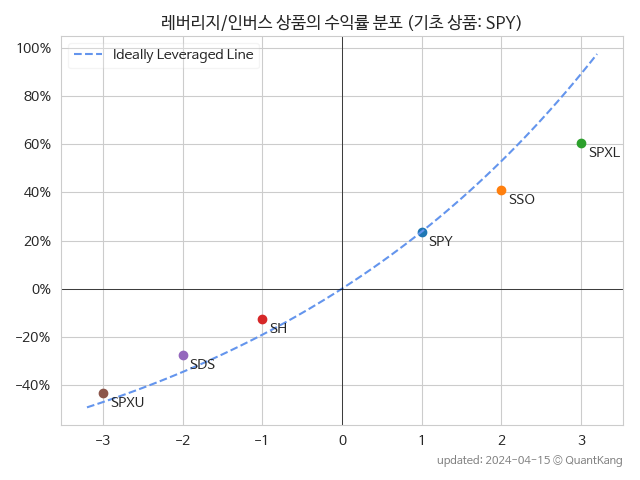 레버리지/인버스 상품의 수익률 분포 (기초 상품: SPY)
Ideally Leveraged Line
100%
80%
60%
40%
20%
0%
−20%
−40%
SPXL
SSO
SPY
SH
SDS
SPXU
−3 −2 −1 0 1 2 3
updated: 2024-04-15 © QuantKang